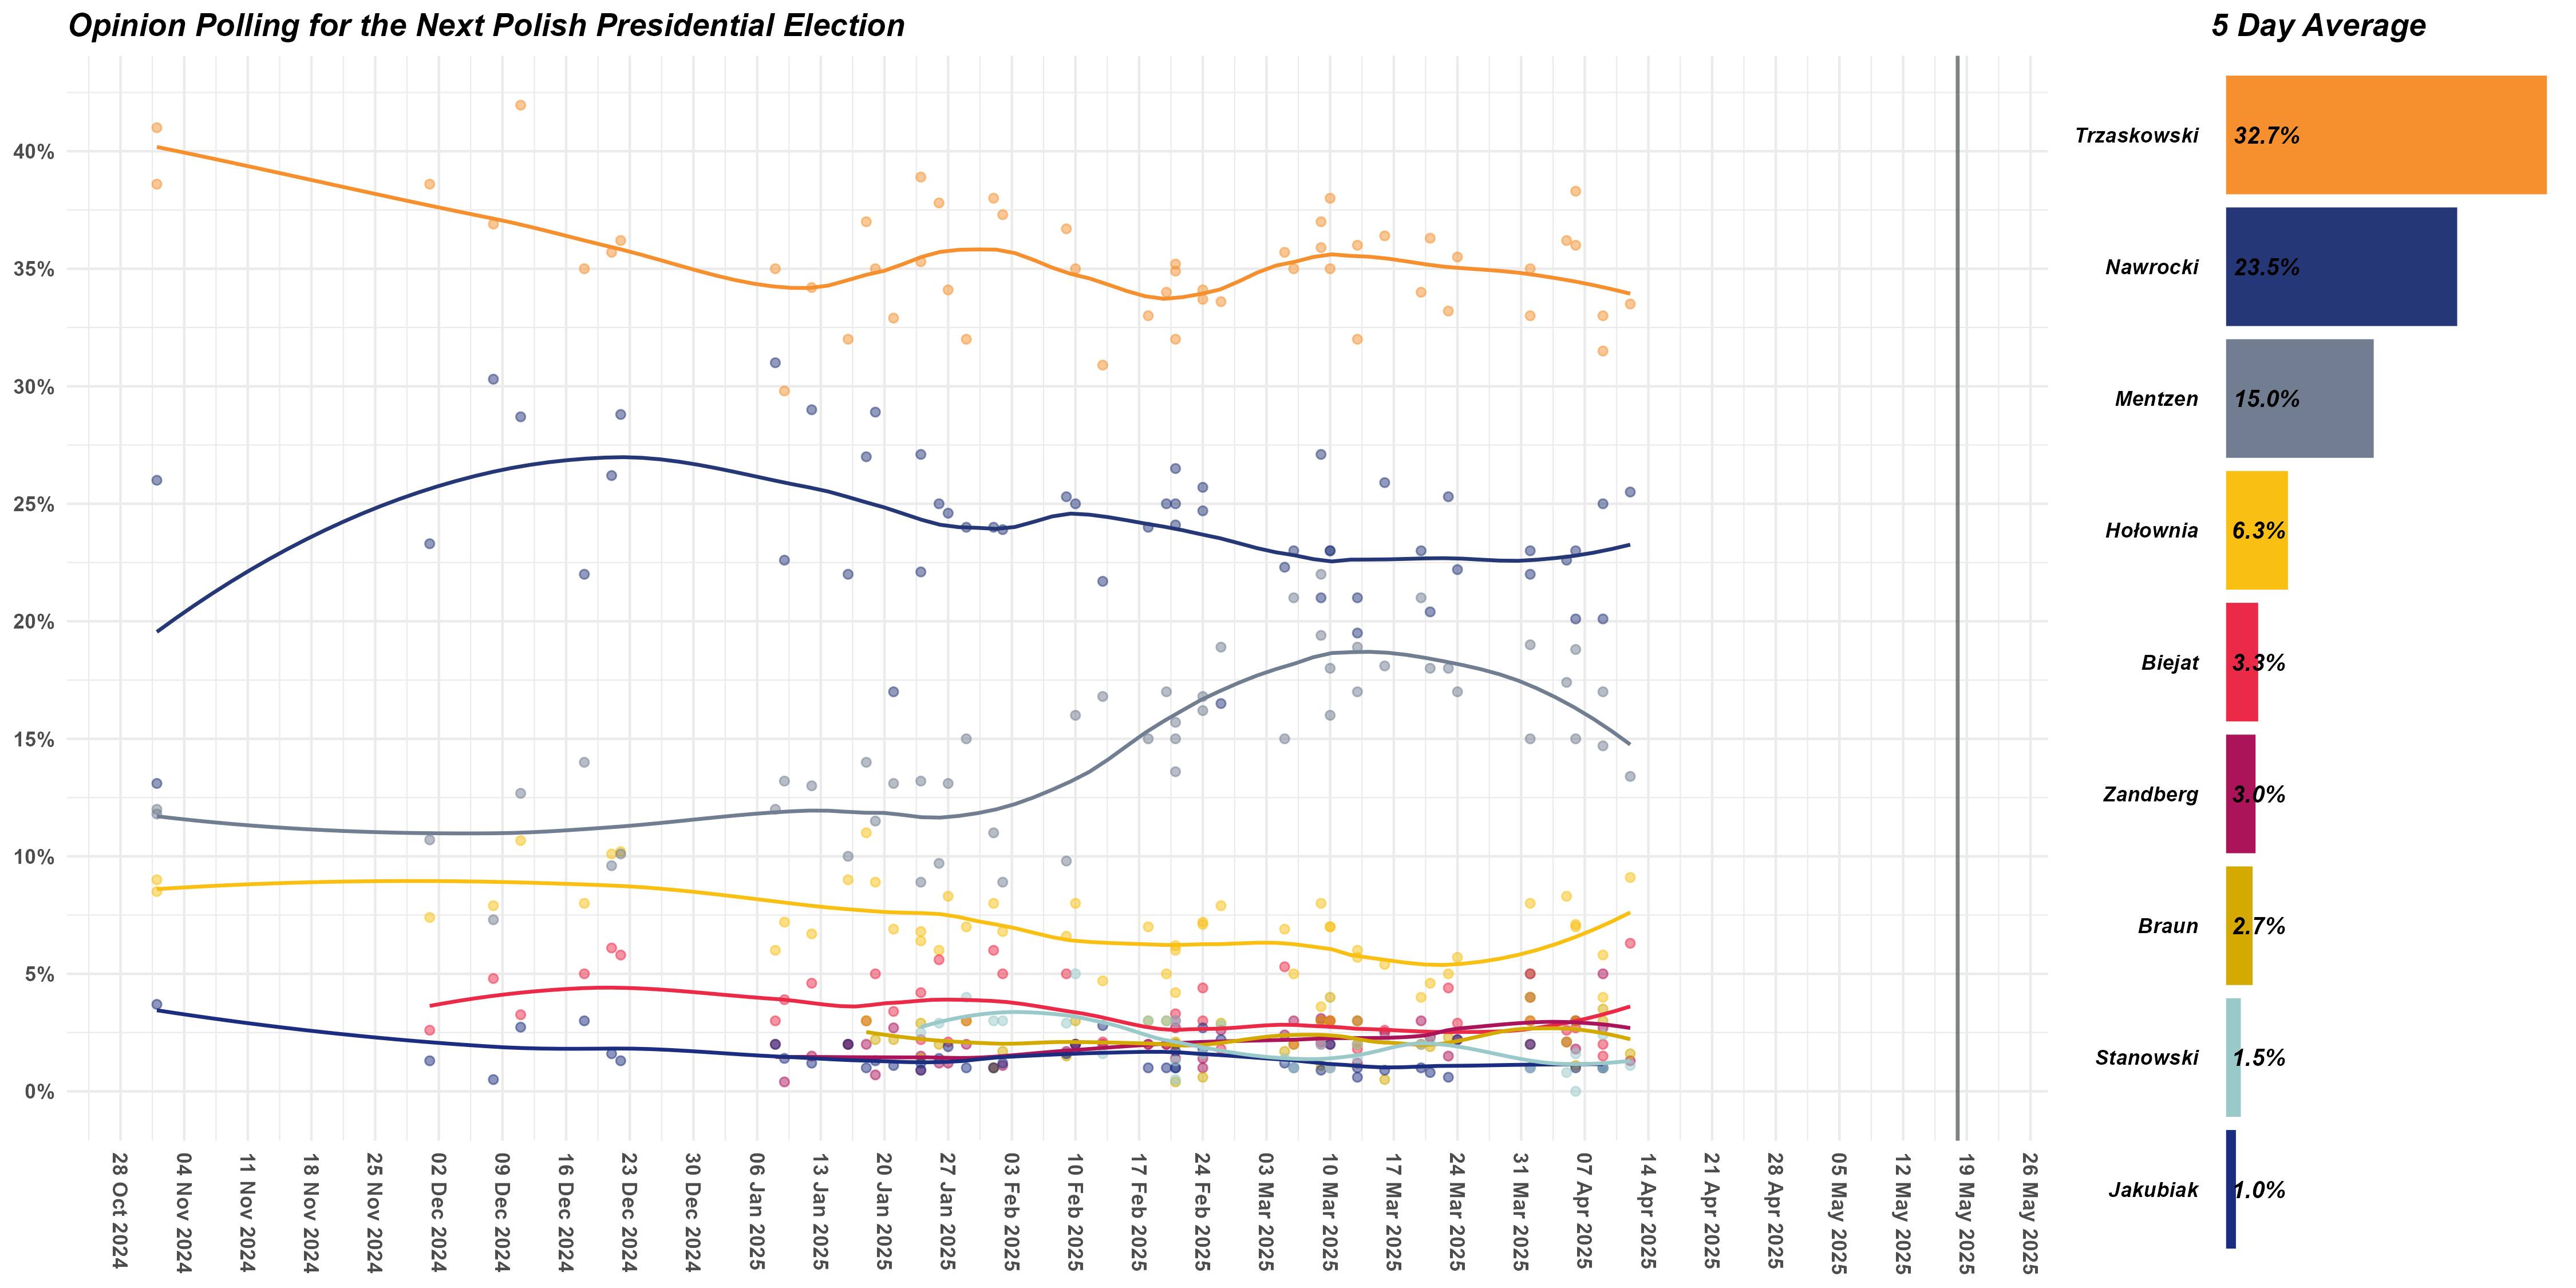 Opinion Polling for the Next Polish Presidential Election
5 Day Average
40%
35%
30%
25%
20%
15%
10%
5%
0%
28 Oct 2024
04 Nov 2024
11 Nov 2024
18 Nov 2024
25 Nov 2024
02 Dec 2024
09 Dec 2024
16 Dec 2024
23 Dec 2024
30 Dec 2024
06 Jan 2025
13 Jan 2025
20 Jan 2025
27 Jan 2025
03 Feb 2025
10 Feb 2025
17 Feb 2025
24 Feb 2025
03 Mar 2025
10 Mar 2025
17 Mar 2025
24 Mar 2025
31 Mar 2025
07 Apr 2025
14 Apr 2025
21 Apr 2025
28 Apr 2025
05 May 2025
12 May 2025
19 May 2025
26 May 2025
Trzaskowski 32.7%
Nawrocki 23.5%
Mentzen 15.0%
Hołownia 6.3%
Biejat 3.3%
Zandberg 3.0%
Braun 2.7%
Stanowski 1.5%
Jakubiak 1.0%